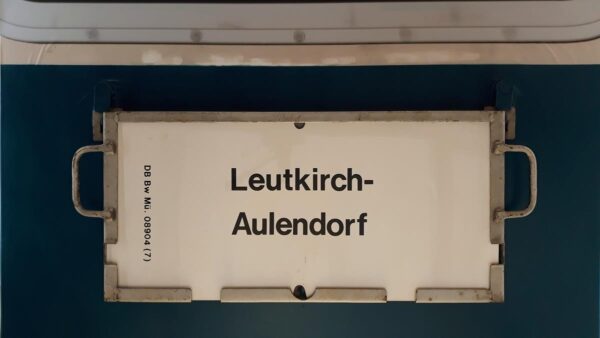 Leutkirch-
Aulendorf
DB Bw Mü. 08904 (7)